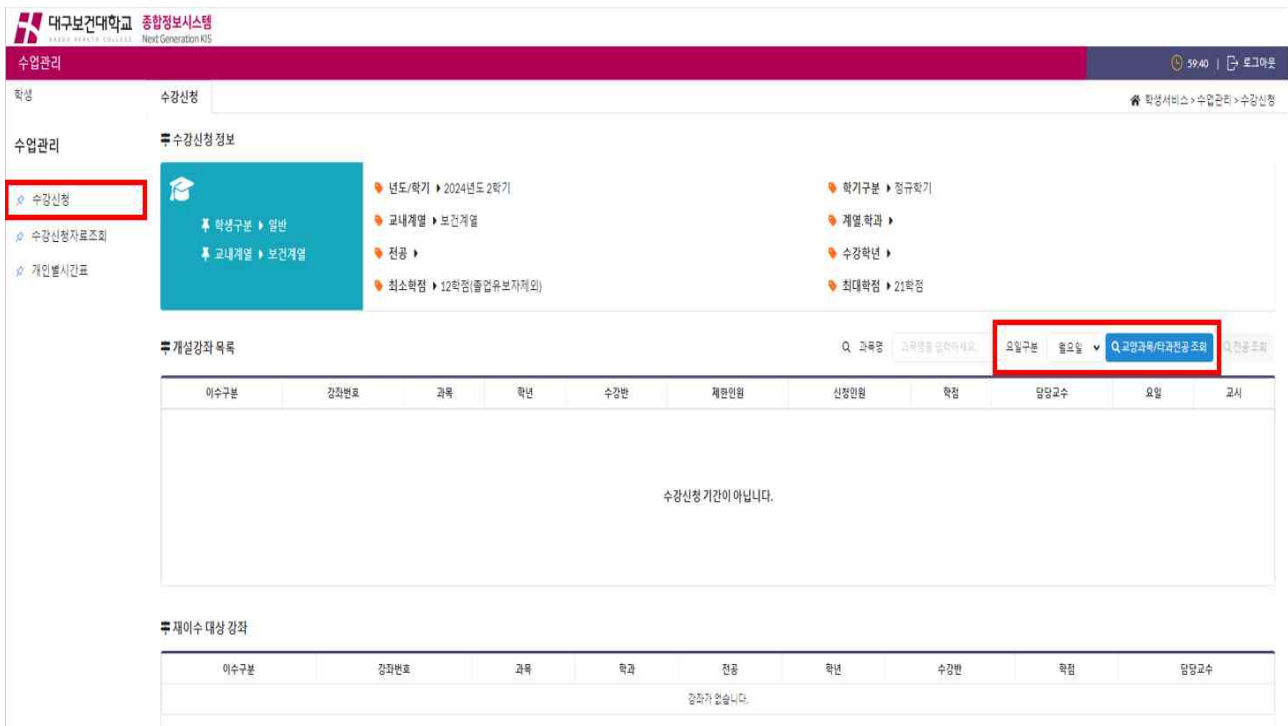 대구보건대학교 종합정보시스템
DAEGU HEALTH COLLEGE Next Generation KIS
수업관리
59:40 | 로그아웃
학생
수강신청
학생서비스 > 수업관리 > 수강신청
수업관리
수강신청 정보
수강신청
수강신청자료조회
개인별시간표
학생구분 일반
교내계열 보건계열
년도/학기 2024년도 2학기
학기구분 정규학기
교내계열 보건계열
계열.학과
전공
수강학년
최소학점 12학점(졸업유보자제외)
최대학점 21학점
개설강좌 목록
과목명 과목명을 입력하세요.
요일구분 월요일 교양과목/타과전공 조회 전공 조회
이수구분 강좌번호 과목 학년 수강반 제한인원 신청인원 학점 담당교수 요일 교시
수강신청 기간이 아닙니다.
재이수 대상 강좌
이수구분 강좌번호 과목 학과 전공 학년 수강반 학점 담당교수
강좌가 없습니다.